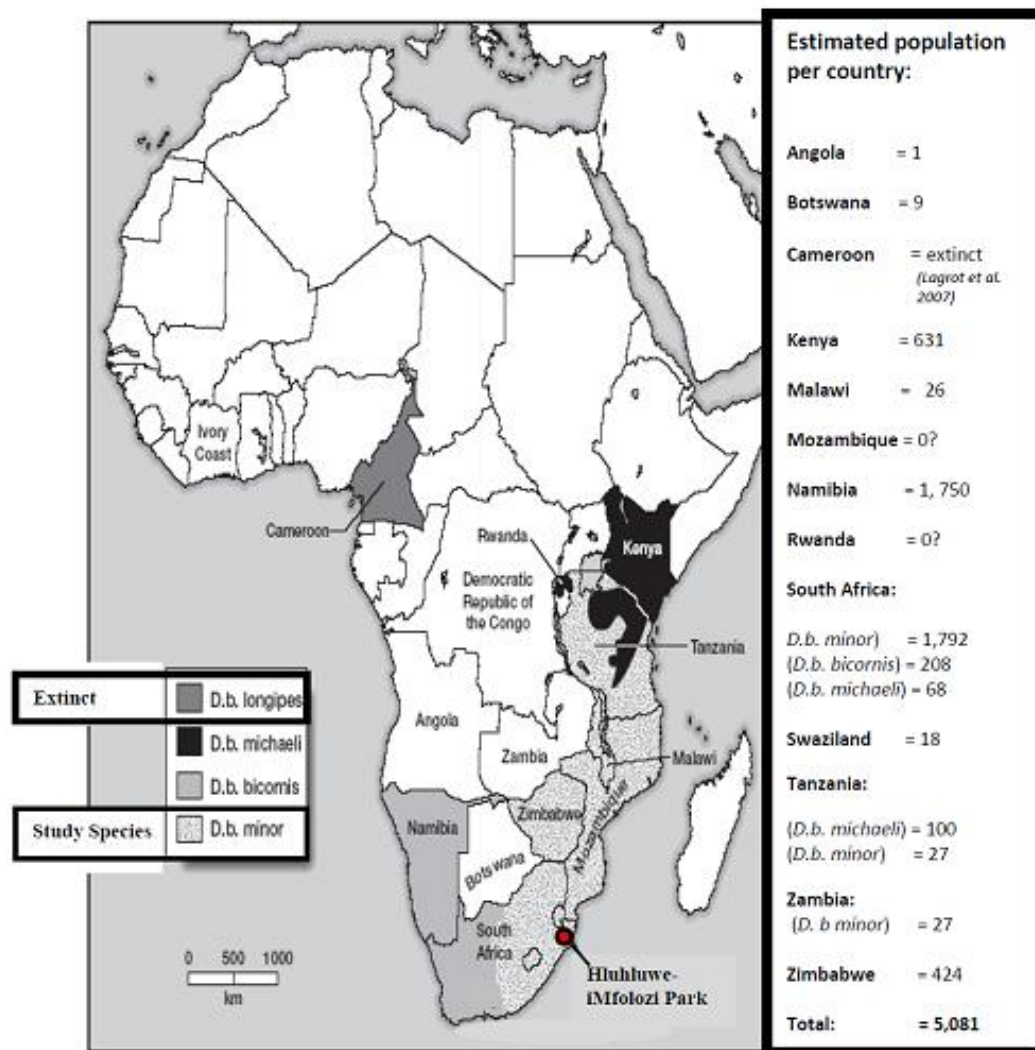 Ivory
Coast
Cameroon
Rwanda
Kenya
Democratic
Republic of
the Congo
Tanzania
Angola
Zambia
Malawi
Mozambique
Zimbabwe
Namibia
Botswana
South
Africa
Hluhluwe-
iMfolozi Park
Extinct
D.b. longipes
D.b. michaeli
D.b. bicornis
Study Species
D.b. minor
0 500 1000
km
Estimated population
per country:
Angola = 1
Botswana = 9
Cameroon = extinct
(Lagrot et al.
2007)
Kenya = 631
Malawi = 26
Mozambique = 0?
Namibia = 1, 750
Rwanda = 0?
South Africa:
D.b. minor) = 1,792
(D.b. bicornis) = 208
(D.b. michaeli) = 68
Swaziland = 18
Tanzania:
(D.b. michaeli) = 100
(D.b. minor) = 27
Zambia:
(D. b minor) = 27
Zimbabwe = 424
Total: = 5,081